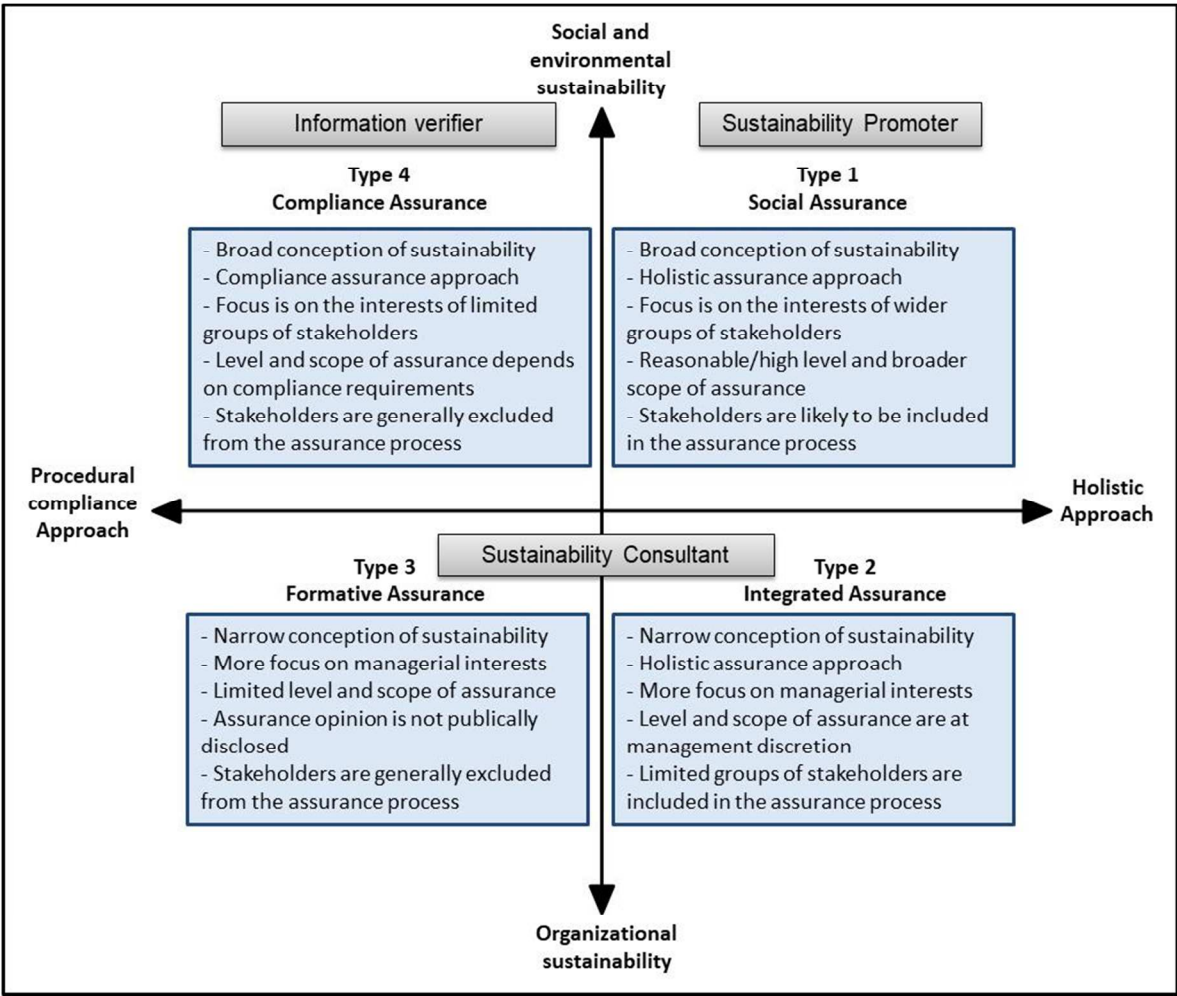 Social and
environmental
sustainability
Information verifier
Sustainability Promoter
Type 4
Compliance Assurance
Type 1
Social Assurance
- Broad conception of sustainability
- Compliance assurance approach
- Focus is on the interests of limited
groups of stakeholders
- Level and scope of assurance depends
on compliance requirements
- Stakeholders are generally excluded
from the assurance process
- Broad conception of sustainability
- Holistic assurance approach
- Focus is on the interests of wider
groups of stakeholders
- Reasonable/high level and broader
scope of assurance
- Stakeholders are likely to be included
in the assurance process
Procedural
compliance
Approach
Holistic
Approach
Sustainability Consultant
Type 3
Formative Assurance
Type 2
Integrated Assurance
- Narrow conception of sustainability
- More focus on managerial interests
- Limited level and scope of assurance
- Assurance opinion is not publically
disclosed
- Stakeholders are generally excluded
from the assurance process
- Narrow conception of sustainability
- Holistic assurance approach
- More focus on managerial interests
- Level and scope of assurance are at
management discretion
- Limited groups of stakeholders are
included in the assurance process
Organizational
sustainability